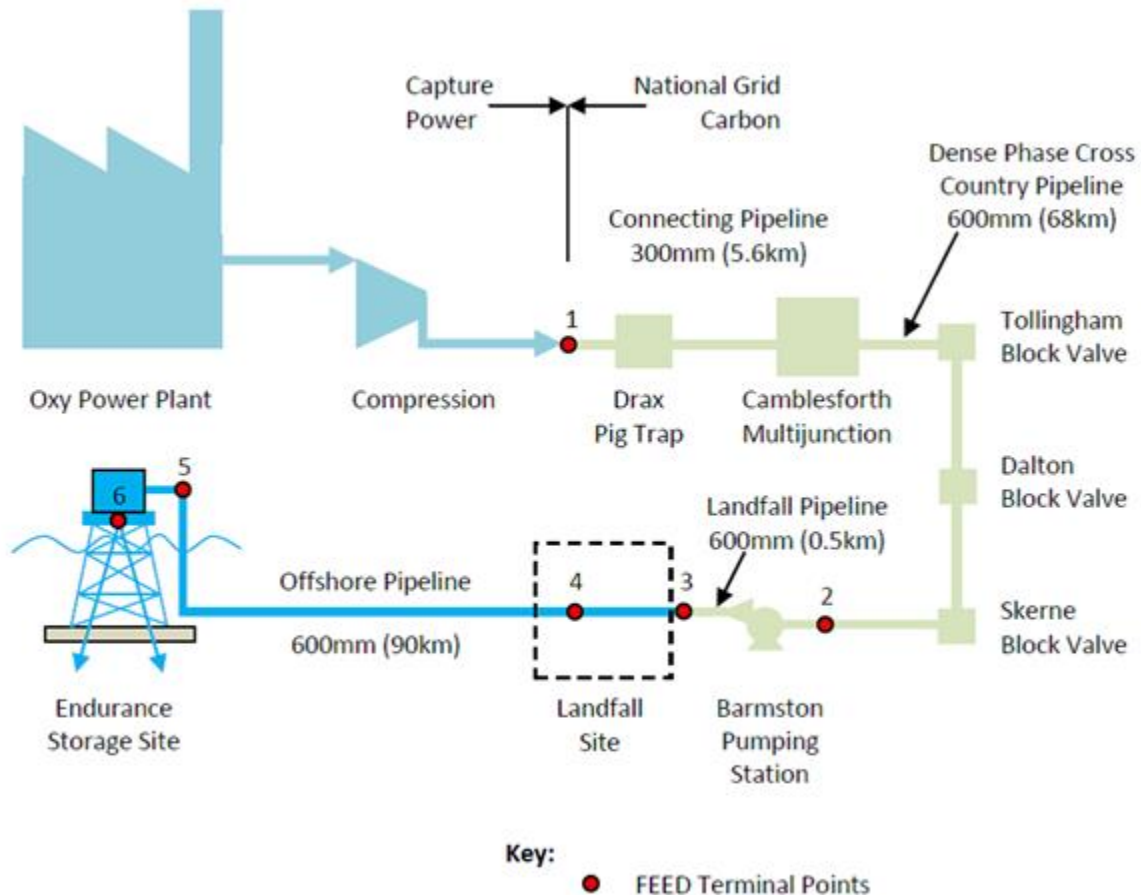 Capture
Power
National Grid
Carbon
Dense Phase Cross
Country Pipeline
600mm (68km)
Connecting Pipeline
300mm (5.6km)
1
Tollingham
Block Valve
Oxy Power Plant
Compression
Drax
Pig Trap
Camblesforth
Multijunction
5
6
Dalton
Block Valve
Landfall Pipeline
600mm (0.5km)
Offshore Pipeline
600mm (90km)
4
3
2
Skerne
Block Valve
Endurance
Storage Site
Landfall
Site
Barmston
Pumping
Station
Key:
FEED Terminal Points